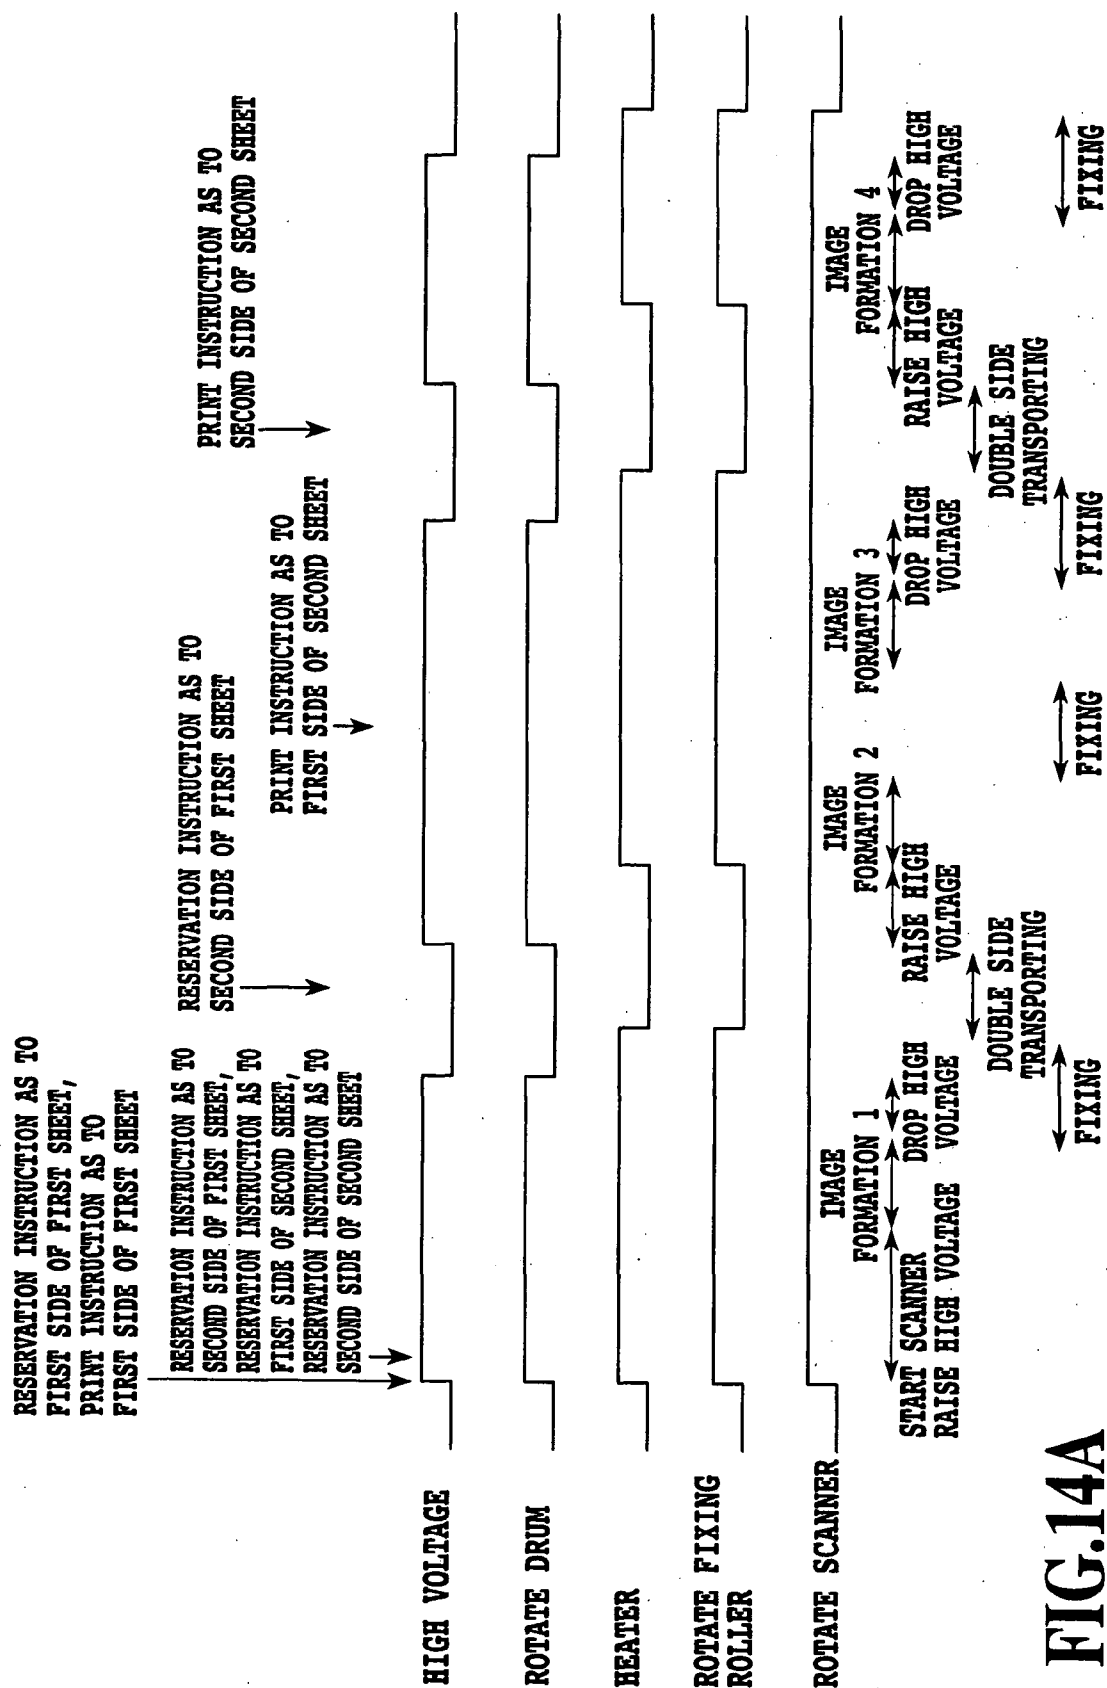 RESERVATION INSTRUCTION AS TO
FIRST SIDE OF FIRST SHEET,
PRINT INSTRUCTION AS TO
FIRST SIDE OF FIRST SHEET
RESERVATION INSTRUCTION AS TO
SECOND SIDE OF FIRST SHEET,
RESERVATION INSTRUCTION AS TO
FIRST SIDE OF SECOND SHEET,
RESERVATION INSTRUCTION AS TO
SECOND SIDE OF SECOND SHEET
RESERVATION INSTRUCTION AS TO
SECOND SIDE OF FIRST SHEET
PRINT INSTRUCTION AS TO
FIRST SIDE OF SECOND SHEET
PRINT INSTRUCTION AS TO
SECOND SIDE OF SECOND SHEET
HIGH VOLTAGE
ROTATE DRUM
HEATER
ROTATE FIXING
ROLLER
ROTATE SCANNER
IMAGE
FORMATION 1
IMAGE
FORMATION 2
IMAGE
FORMATION 3
IMAGE
FORMATION 4
START SCANNER
RAISE HIGH VOLTAGE
DROP HIGH
VOLTAGE
RAISE HIGH
VOLTAGE
DROP HIGH
VOLTAGE
RAISE HIGH
VOLTAGE
DROP HIGH
VOLTAGE
DOUBLE SIDE
TRANSPORTING
DOUBLE SIDE
TRANSPORTING
FIXING
FIXING
FIXING
FIXING
FIG.14A